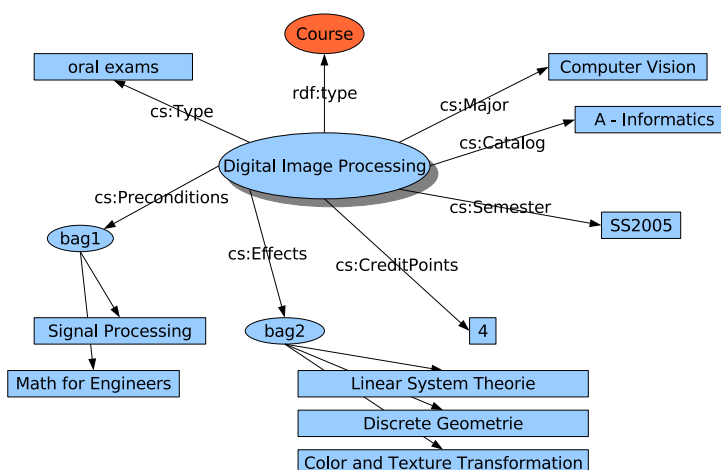 Course
oral exams
Computer Vision
rdf:type
cs:Type
cs:Major
A - Informatics
cs:Catalog
Digital Image Processing
cs:Preconditions
cs:Semester
SS2005
bag1
cs:Effects
cs:CreditPoints
Signal Processing
bag2
4
Math for Engineers
Linear System Theorie
Discrete Geometrie
Color and Texture Transformation